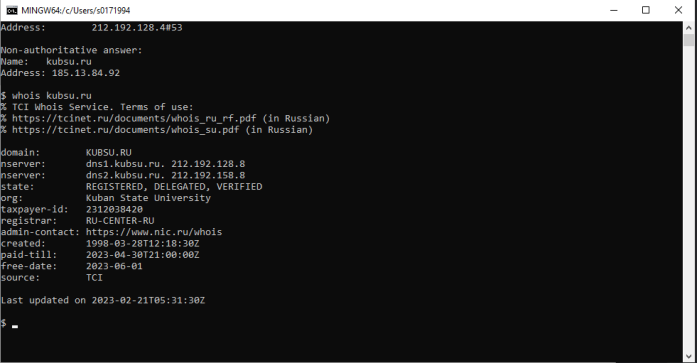 MINGW64:/c/Users/s0171994
Address:        212.192.128.4#53
Non-authoritative answer:
Name:   kubsu.ru
Address: 185.13.84.92
$ whois kubsu.ru
% TCI Whois Service. Terms of use:
% https://tcinet.ru/documents/whois_ru_rf.pdf (in Russian)
% https://tcinet.ru/documents/whois_su.pdf (in Russian)
domain:        KUBSU.RU
nserver:       dns1.kubsu.ru. 212.192.128.8
nserver:       dns2.kubsu.ru. 212.192.158.8
state:         REGISTERED, DELEGATED, VERIFIED
org:           Kuban State University
taxpayer-id:   2312038420
registrar:     RU-CENTER-RU
admin-contact: https://www.nic.ru/whois
created:       1998-03-28T12:18:30Z
paid-till:     2023-04-30T21:00:00Z
free-date:     2023-06-01
source:        TCI
Last updated on 2023-02-21T05:31:30Z
$